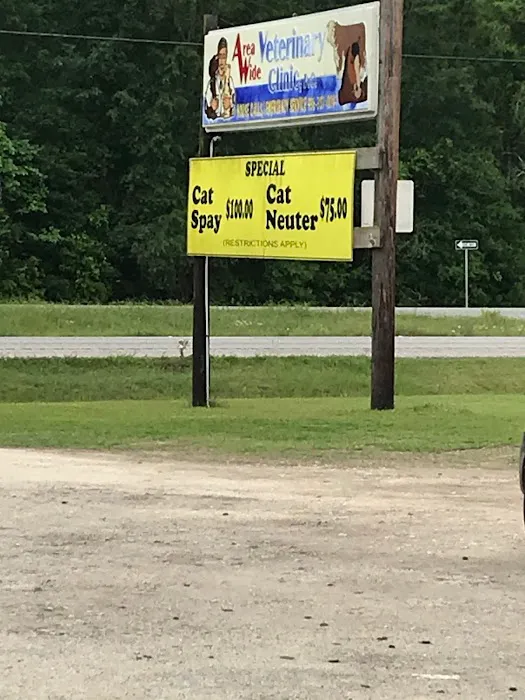 Area Wide
Veterinary
Clinic
SPECIAL
Cat Spay $100.00
Cat Neuter $75.00
(RESTRICTIONS APPLY)